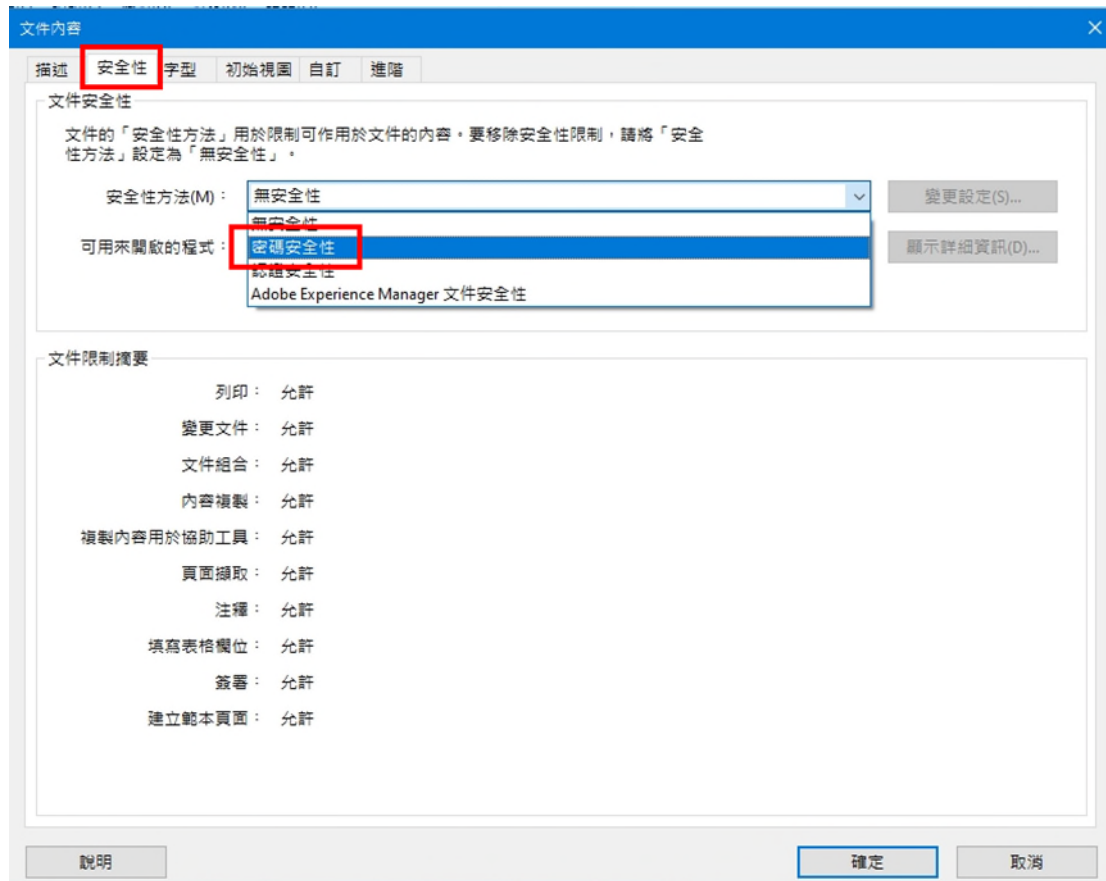 文件內容
描述 安全性 字型 初始視圖 自訂 進階
文件安全性
文件的「安全性方法」用於限制可作用於文件的內容。要移除安全性限制，請將「安全
性方法」設定為「無安全性」。
安全性方法(M)： 無安全性 變更設定(S)...
無安全性
可用來開啟的程式： 密碼安全性 顯示詳細資訊(D)...
認證安全性
Adobe Experience Manager 文件安全性
文件限制摘要
列印： 允許
變更文件： 允許
文件組合： 允許
內容複製： 允許
複製內容用於協助工具： 允許
頁面擷取： 允許
注釋： 允許
填寫表格欄位： 允許
簽署： 允許
建立範本頁面： 允許
說明 確定 取消